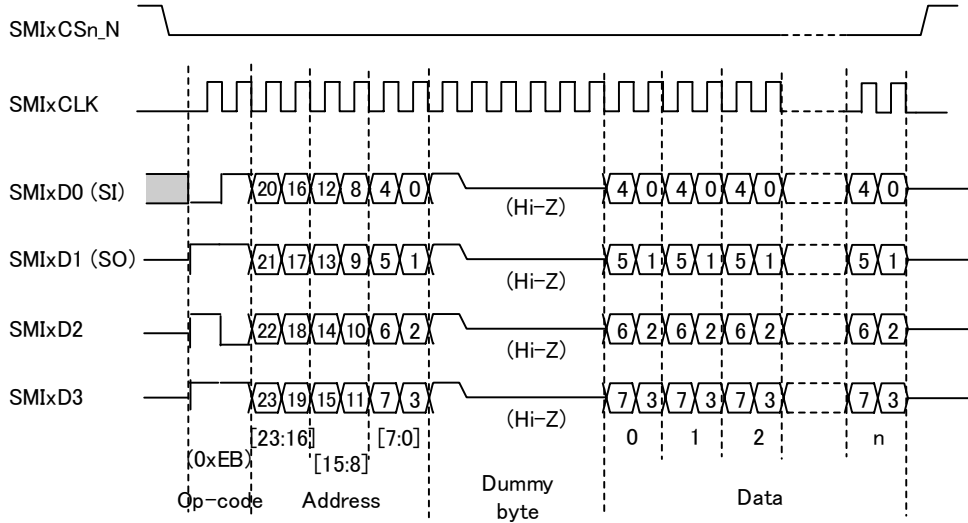 SMIxCSn_N
SMIxCLK
SMIxD0 (SI) 20 16 12 8 4 0 (Hi-Z) 4 0 4 0 4 0 4 0
SMIxD1 (SO) 21 17 13 9 5 1 (Hi-Z) 5 1 5 1 5 1 5 1
SMIxD2 22 18 14 10 6 2 (Hi-Z) 6 2 6 2 6 2 6 2
SMIxD3 23 19 15 11 7 3 (Hi-Z) 7 3 7 3 7 3 7 3
[23:16] [7:0] 0 1 2 n
(0xEB) [15:8]
Op-code Address Dummy byte Data